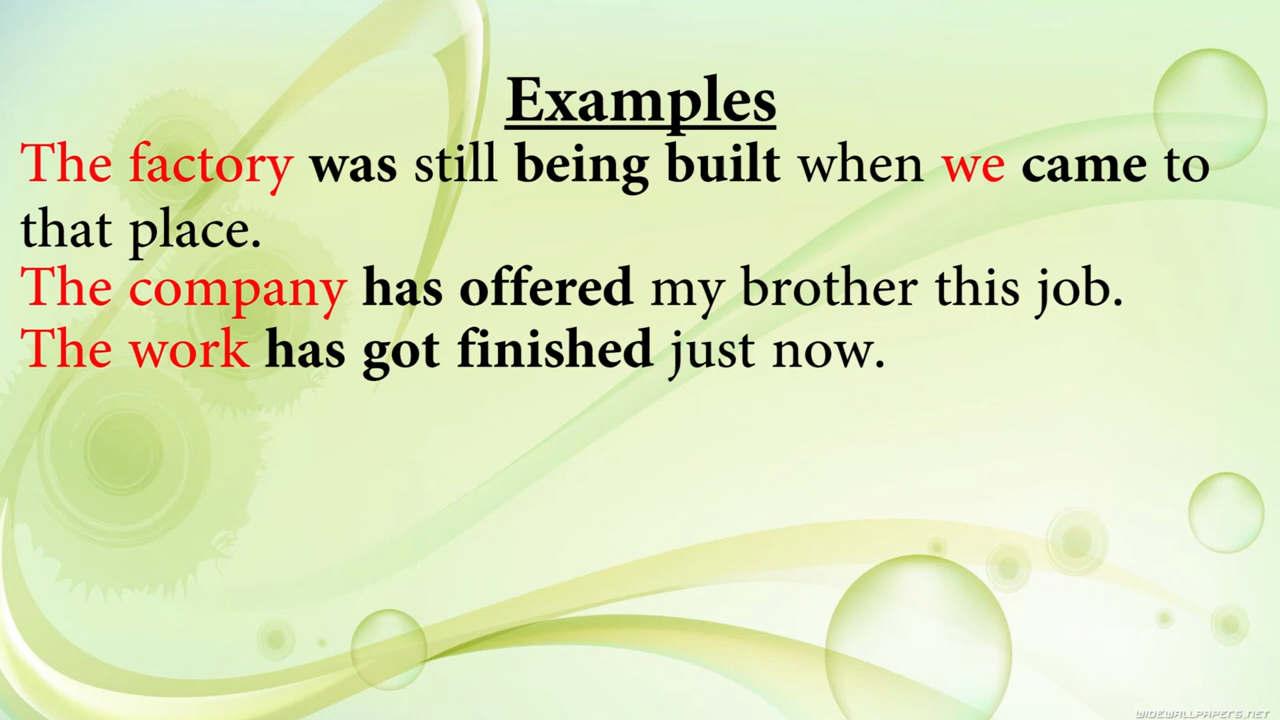 Examples
The factory was still being built when we came to
that place.
The company has offered my brother this job.
The work has got finished just now.
WIDEWALLPAPERS.NET